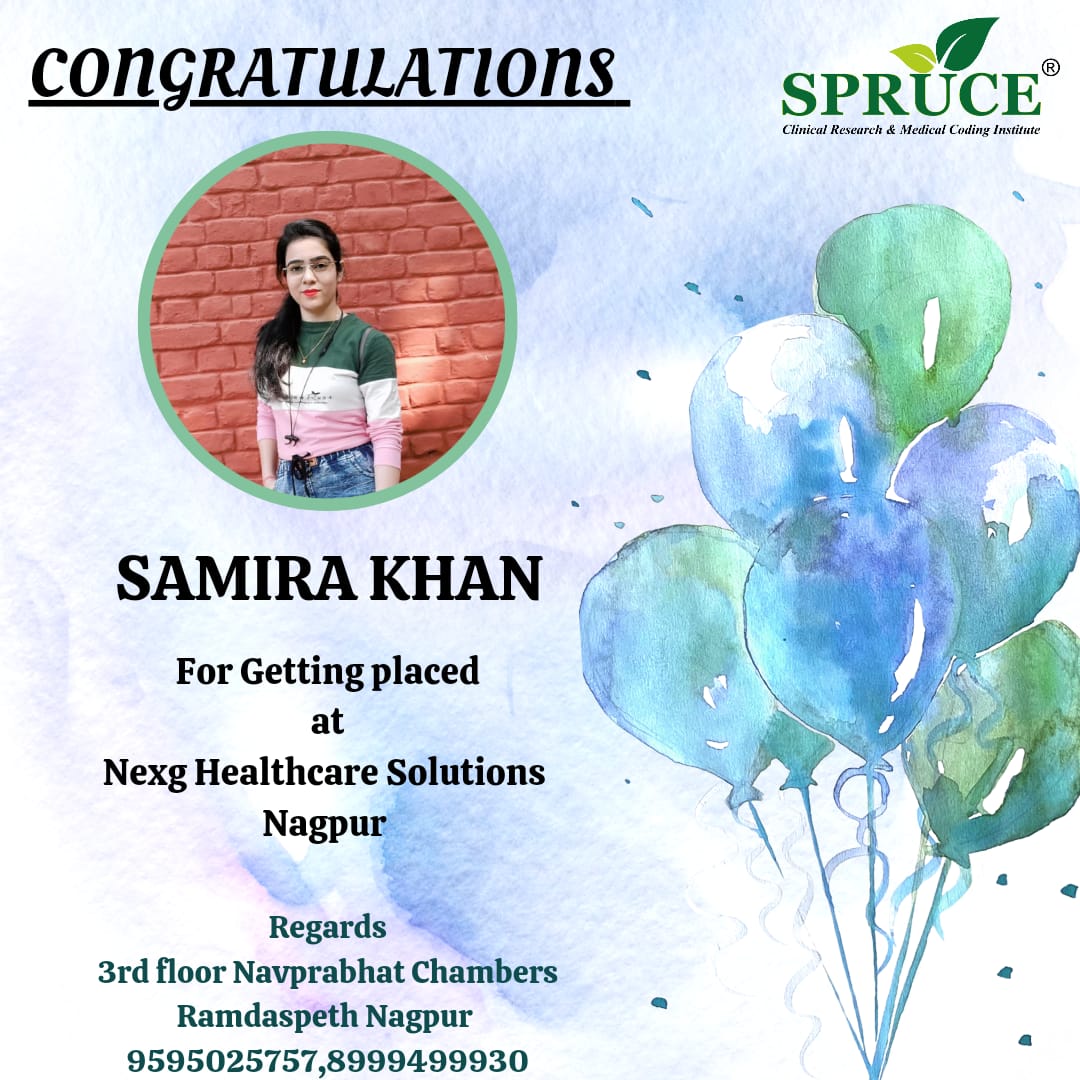 CONGRATULATIONS
SPRUCE®
Clinical Research & Medical Coding Institute
SAMIRA KHAN
For Getting placed
at
Nexg Healthcare Solutions
Nagpur
Regards
3rd floor Navprabhat Chambers
Ramdaspeth Nagpur
9595025757,8999499930